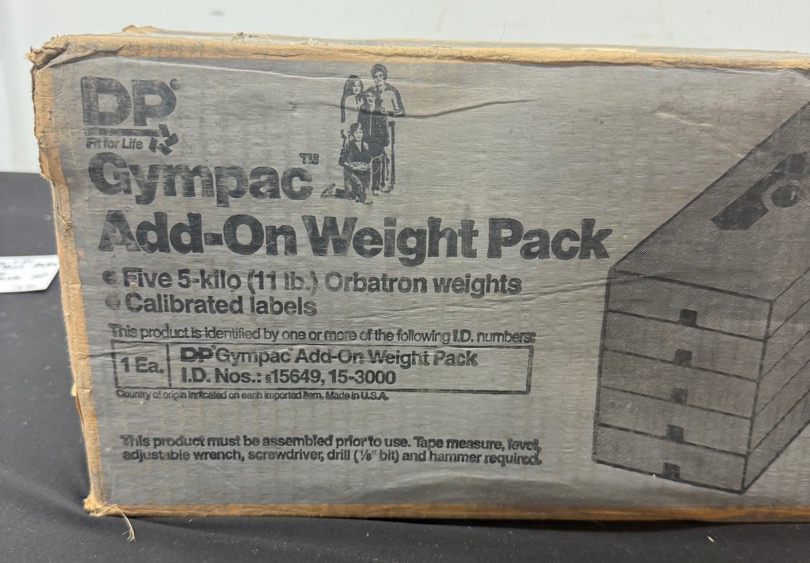 DP®
Fit for Life
Gympac™
Add-On Weight Pack
• Five 5-kilo (11 lb.) Orbatron weights
• Calibrated labels
This product is identified by one or more of the following I.D. numbers:
1 Ea.
DP® Gympac® Add-On Weight Pack
I.D. Nos.: 15649, 15-3000
Country of origin indicated on each imported item. Made in U.S.A.
This product must be assembled prior to use. Tape measure, level,
adjustable wrench, screwdriver, drill (⅛" bit) and hammer required.